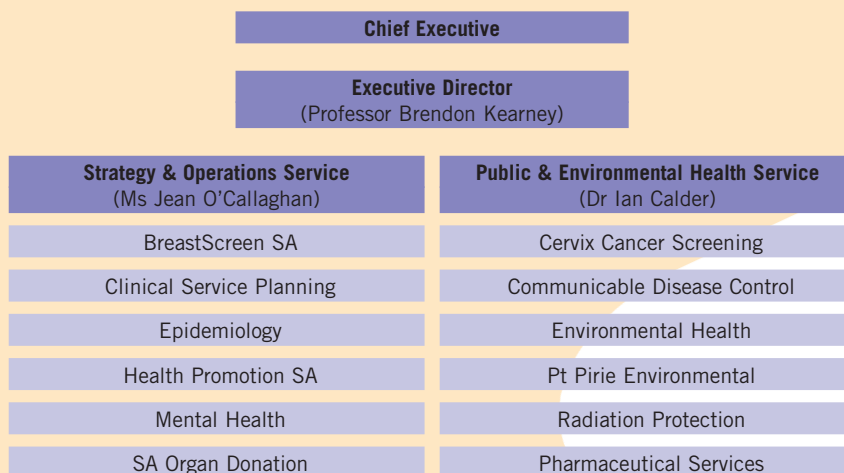 Chief Executive
Executive Director
(Professor Brendon Kearney)
Strategy & Operations Service
(Ms Jean O'Callaghan)
BreastScreen SA
Clinical Service Planning
Epidemiology
Health Promotion SA
Mental Health
SA Organ Donation
Public & Environmental Health Service
(Dr Ian Calder)
Cervix Cancer Screening
Communicable Disease Control
Environmental Health
Pt Pirie Environmental
Radiation Protection
Pharmaceutical Services